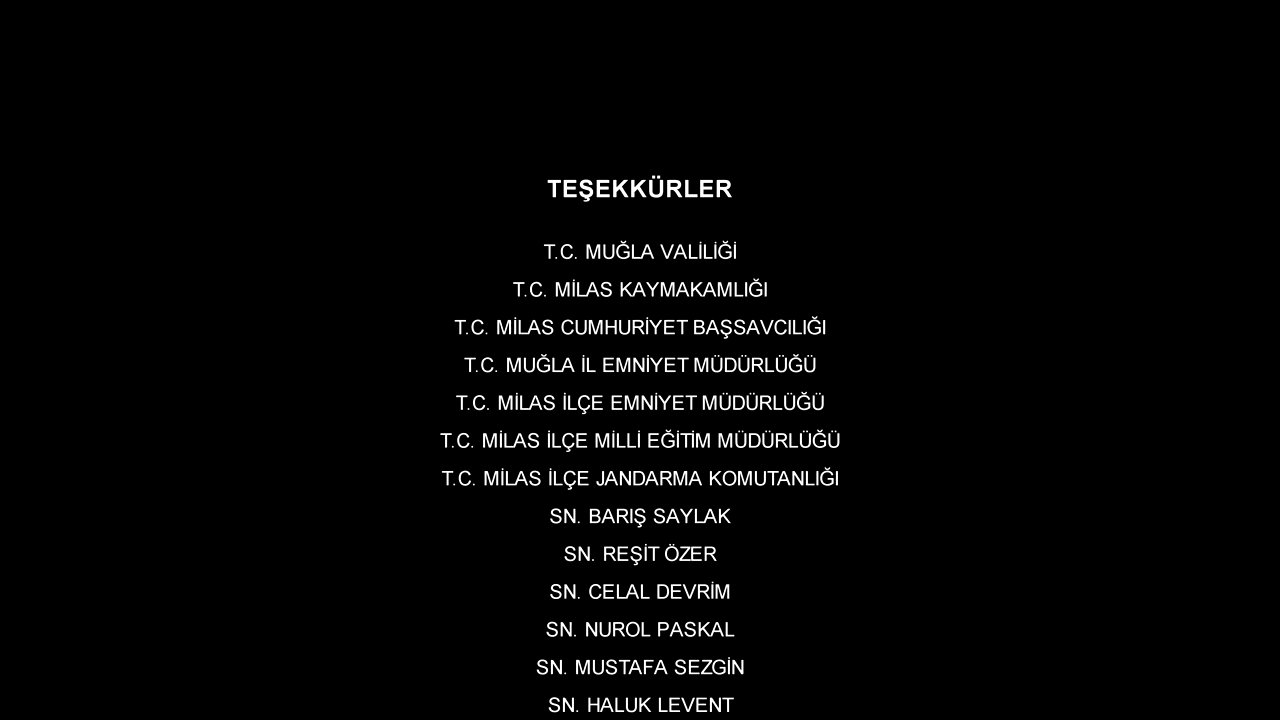 TEŞEKKÜRLER
T.C. MUĞLA VALİLİĞİ
T.C. MİLAS KAYMAKAMLIĞI
T.C. MİLAS CUMHURİYET BAŞSAVCILIĞI
T.C. MUĞLA İL EMNİYET MÜDÜRLÜĞÜ
T.C. MİLAS İLÇE EMNİYET MÜDÜRLÜĞÜ
T.C. MİLAS İLÇE MİLLİ EĞİTİM MÜDÜRLÜĞÜ
T.C. MİLAS İLÇE JANDARMA KOMUTANLIĞI
SN. BARIŞ SAYLAK
SN. REŞİT ÖZER
SN. CELAL DEVRİM
SN. NUROL PASKAL
SN. MUSTAFA SEZGİN
SN. HALUK LEVENT